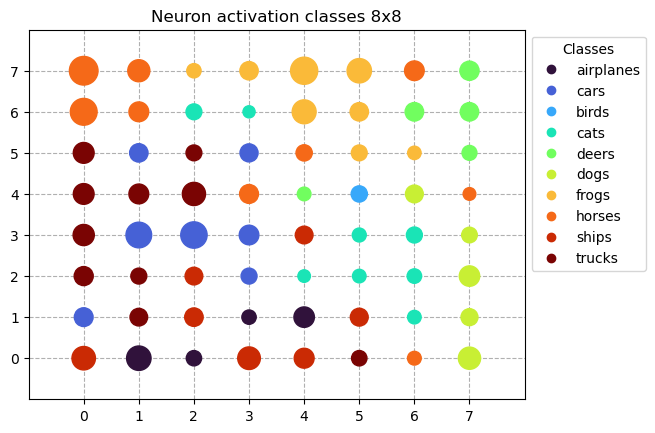 Neuron activation classes 8x8
7
6
5
4
3
2
1
0
0 1 2 3 4 5 6 7
Classes
airplanes
cars
birds
cats
deers
dogs
frogs
horses
ships
trucks